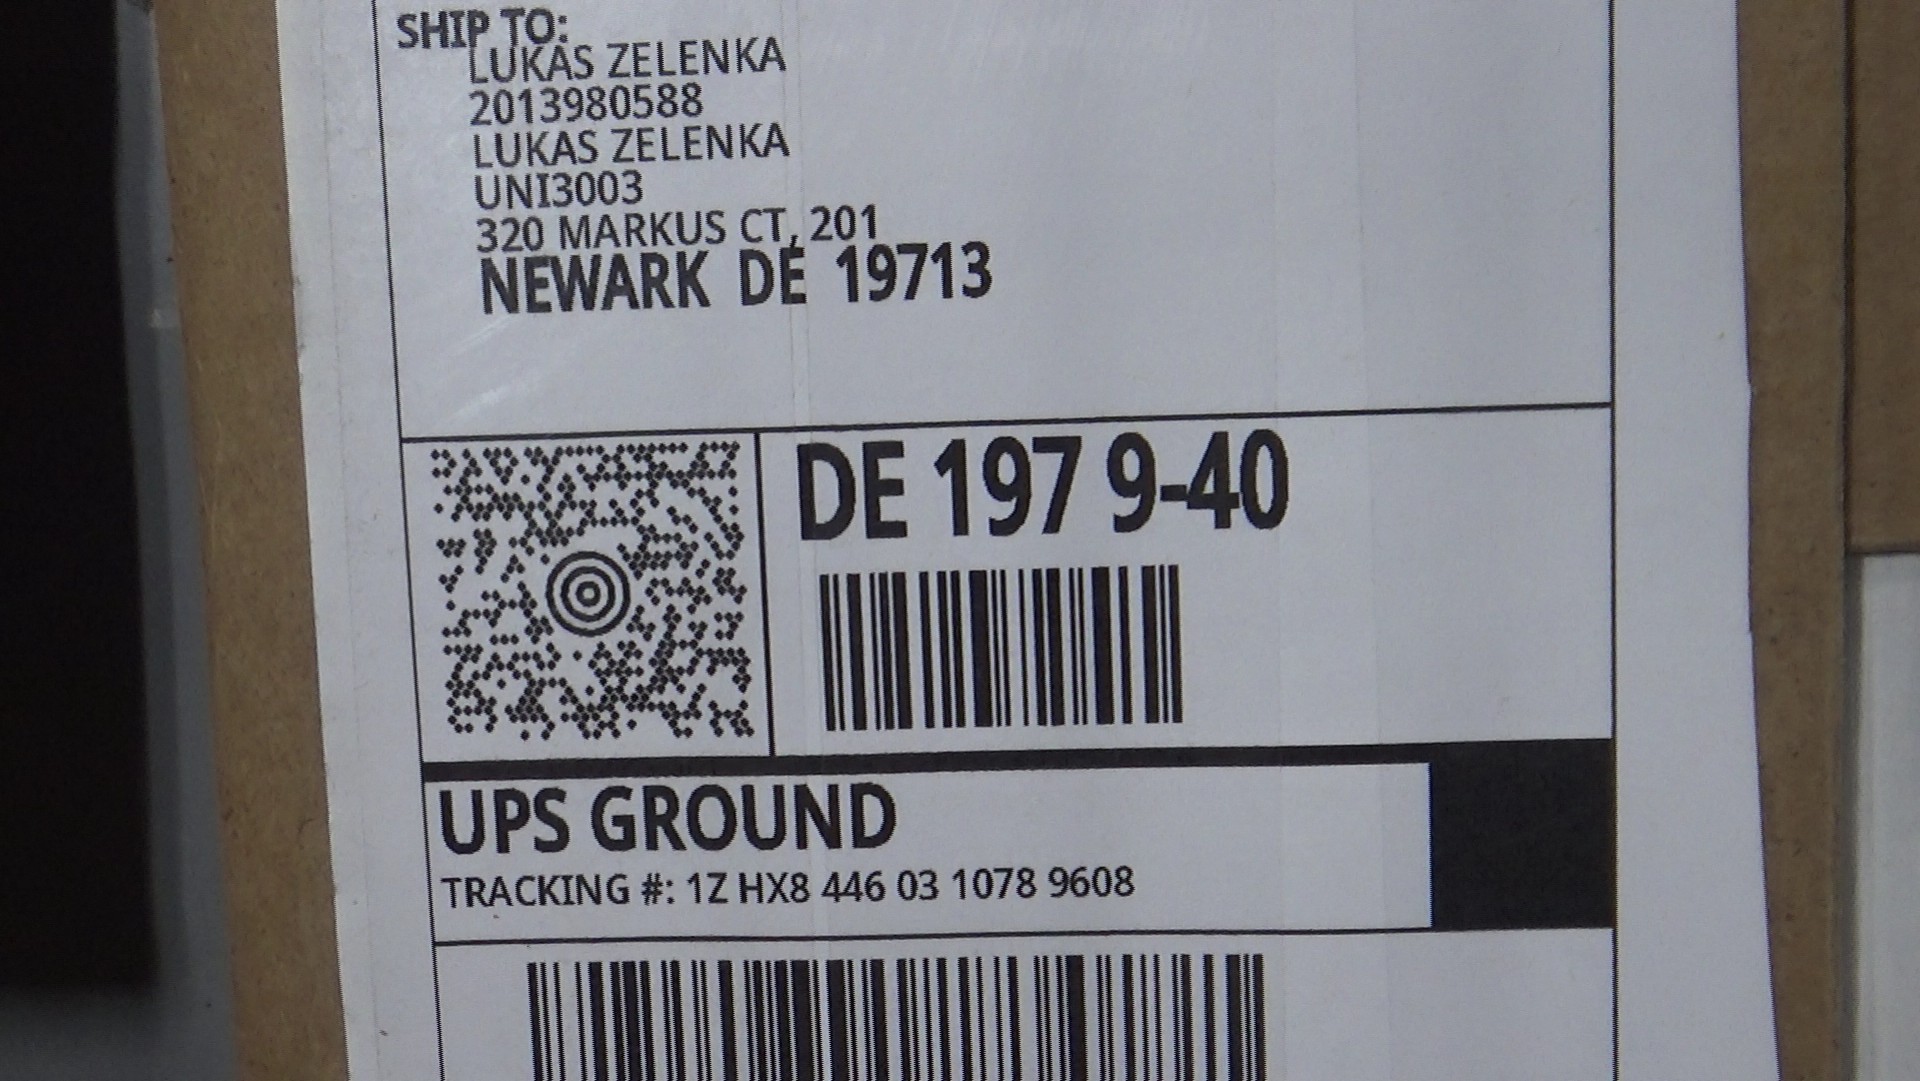 SHIP TO:
LUKAS ZELENKA
2013980588
LUKAS ZELENKA
UNI3003
320 MARKUS CT, 201
NEWARK DE 19713
DE 197 9-40
UPS GROUND
TRACKING #: 1Z HX8 446 03 1078 9608